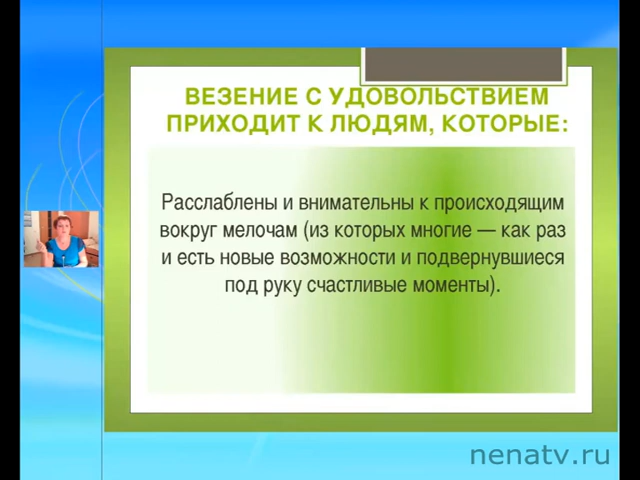 ВЕЗЕНИЕ С УДОВОЛЬСТВИЕМ
ПРИХОДИТ К ЛЮДЯМ, КОТОРЫЕ:
Расслаблены и внимательны к происходящим
вокруг мелочам (из которых многие — как раз
и есть новые возможности и подвернувшиеся
под руку счастливые моменты).
nenatv.ru